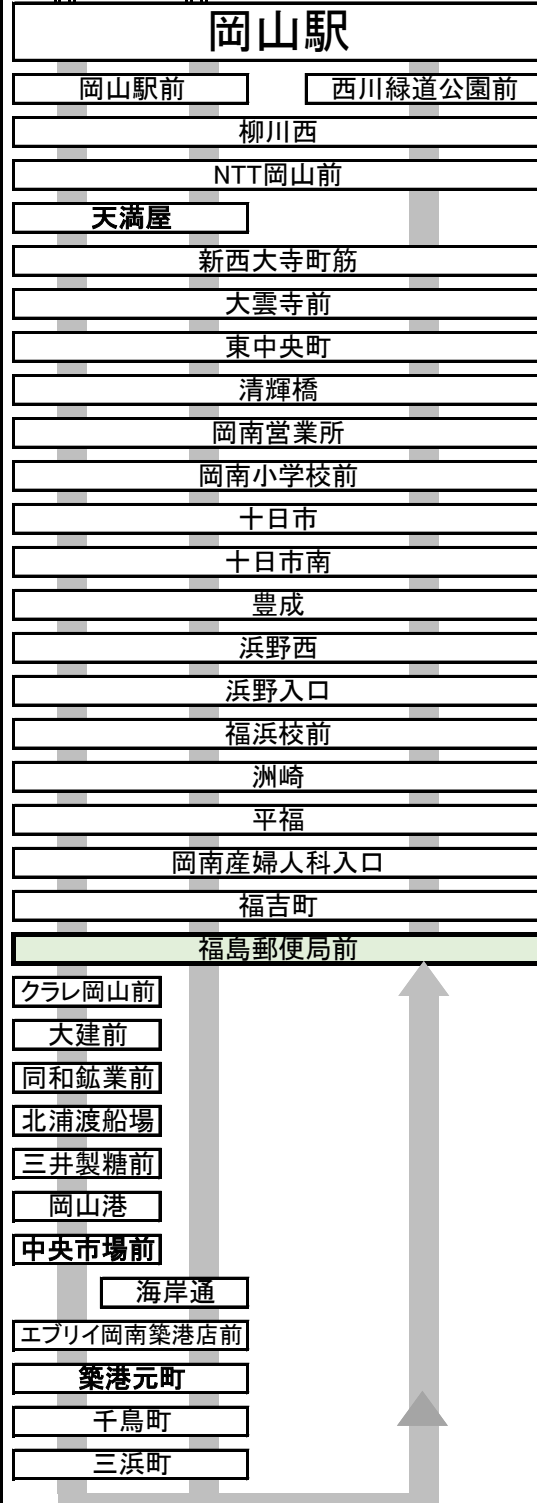 岡山駅
岡山駅前 西川緑道公園前
柳川西
NTT岡山前
天満屋
新西大寺町筋
大雲寺前
東中央町
清輝橋
岡南営業所
岡南小学校前
十日市
十日市南
豊成
浜野西
浜野入口
福浜校前
洲崎
平福
岡南産婦人科入口
福吉町
福島郵便局前
クラレ岡山前
大建前
同和鉱業前
北浦渡船場
三井製糖前
岡山港
中央市場前
海岸通
エブリイ岡南築港店前
築港元町
千鳥町
三浜町